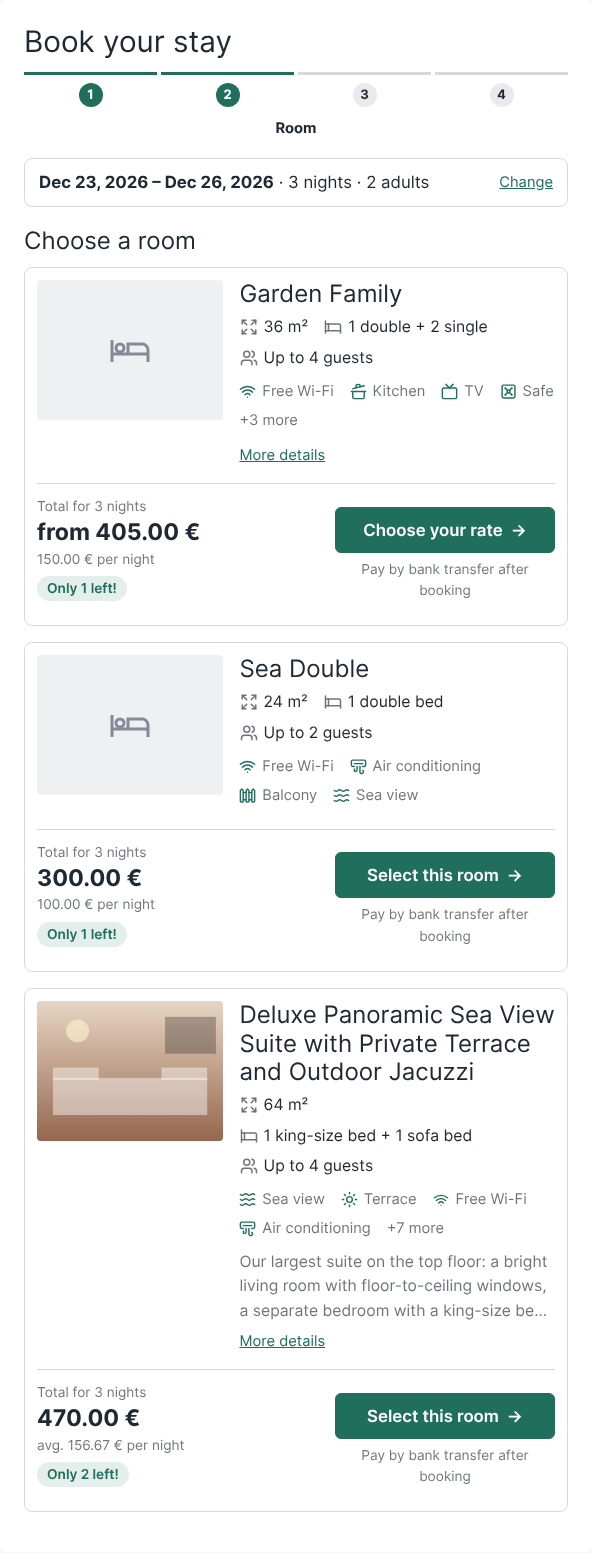 Book your stay
1
2
3
4
Room
Dec 23, 2026 – Dec 26, 2026 · 3 nights · 2 adults
Change
Choose a room
Garden Family
36 m² 1 double + 2 single
Up to 4 guests
Free Wi-Fi Kitchen TV Safe
+3 more
More details
Total for 3 nights
from 405.00 €
150.00 € per night
Only 1 left!
Choose your rate →
Pay by bank transfer after
booking
Sea Double
24 m² 1 double bed
Up to 2 guests
Free Wi-Fi Air conditioning
Balcony Sea view
Total for 3 nights
300.00 €
100.00 € per night
Only 1 left!
Select this room →
Pay by bank transfer after
booking
Deluxe Panoramic Sea View
Suite with Private Terrace
and Outdoor Jacuzzi
64 m²
1 king-size bed + 1 sofa bed
Up to 4 guests
Sea view Terrace Free Wi-Fi
Air conditioning +7 more
Our largest suite on the top floor: a bright
living room with floor-to-ceiling windows,
a separate bedroom with a king-size be...
More details
Total for 3 nights
470.00 €
avg. 156.67 € per night
Only 2 left!
Select this room →
Pay by bank transfer after
booking